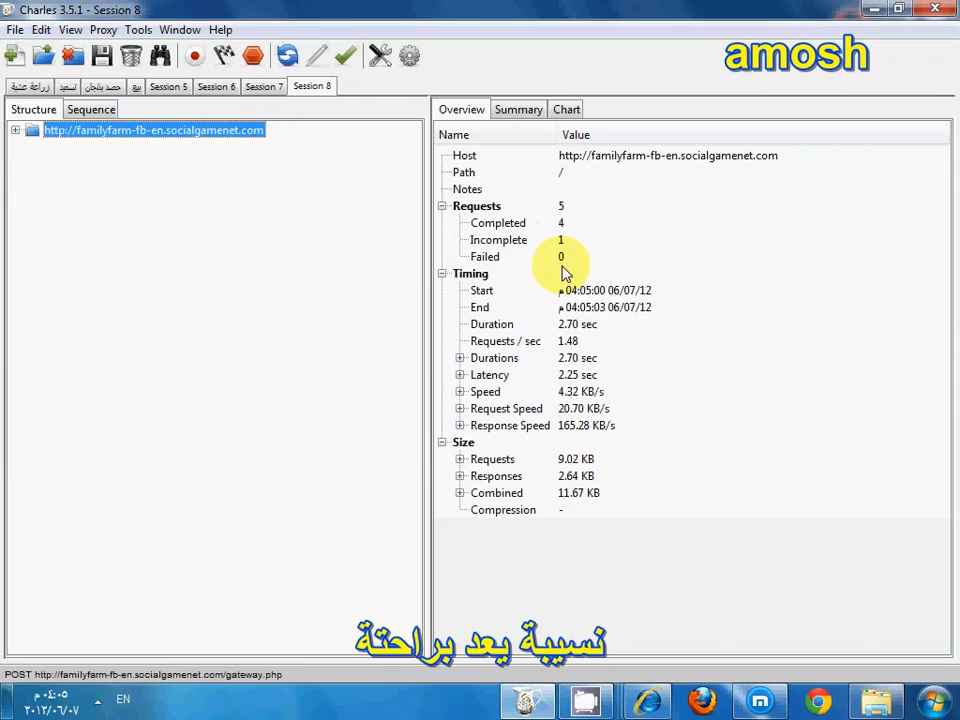 Charles 3.5.1 - Session 8
File Edit View Proxy Tools Window Help
amosh
زراعة عشبة تسميد حصد بتنجان بيع Session 5 Session 6 Session 7 Session 8
Structure Sequence
Overview Summary Chart
http://familyfarm-fb-en.socialgamenet.com
Name Value
Host http://familyfarm-fb-en.socialgamenet.com
Path /
Notes
Requests 5
Completed 4
Incomplete 1
Failed 0
Timing
Start 04:05:00 06/07/12 م
End 04:05:03 06/07/12 م
Duration 2.70 sec
Requests / sec 1.48
Durations 2.70 sec
Latency 2.25 sec
Speed 4.32 KB/s
Request Speed 20.70 KB/s
Response Speed 165.28 KB/s
Size
Requests 9.02 KB
Responses 2.64 KB
Combined 11.67 KB
Compression -
نسيبة يعد براحتة
POST http://familyfarm-fb-en.socialgamenet.com/gateway.php
٠٤:٠٥ م
٢٠١٢/٠٦/٠٧
EN